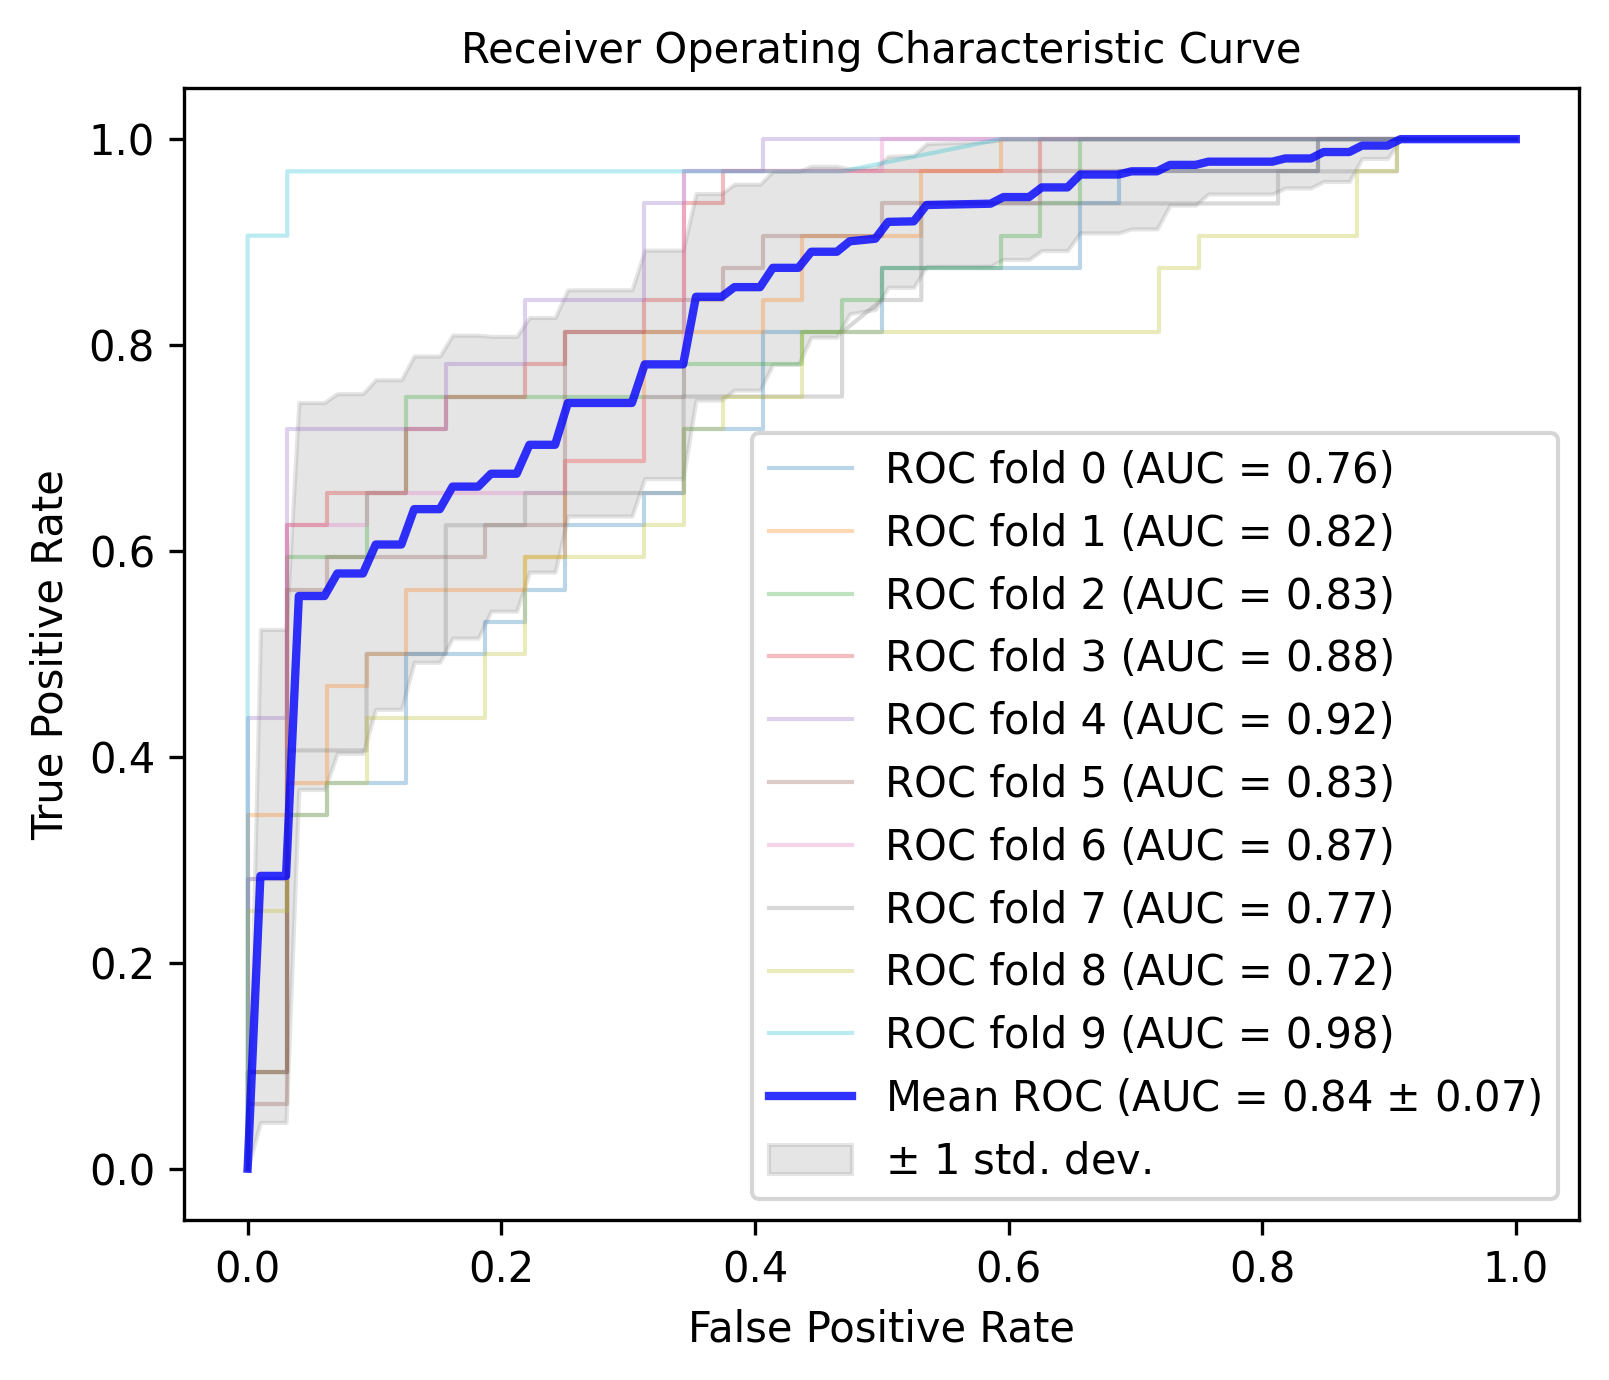 Receiver Operating Characteristic Curve
True Positive Rate
1.0
0.8
0.6
0.4
0.2
0.0
ROC fold 0 (AUC = 0.76)
ROC fold 1 (AUC = 0.82)
ROC fold 2 (AUC = 0.83)
ROC fold 3 (AUC = 0.88)
ROC fold 4 (AUC = 0.92)
ROC fold 5 (AUC = 0.83)
ROC fold 6 (AUC = 0.87)
ROC fold 7 (AUC = 0.77)
ROC fold 8 (AUC = 0.72)
ROC fold 9 (AUC = 0.98)
Mean ROC (AUC = 0.84 ± 0.07)
± 1 std. dev.
0.0 0.2 0.4 0.6 0.8 1.0
False Positive Rate